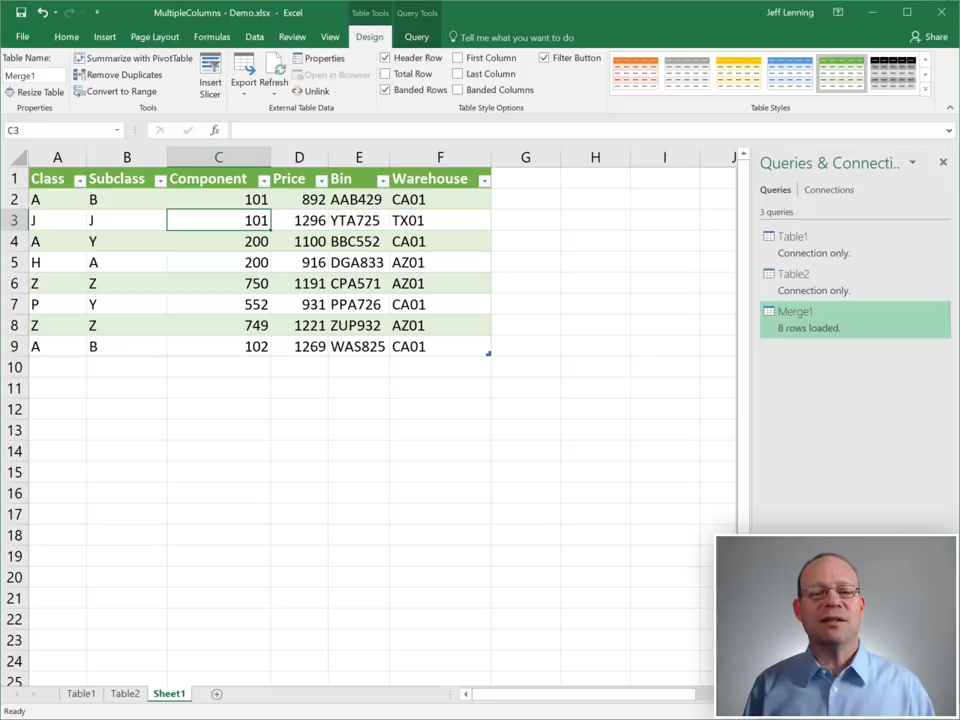 MultipleColumns - Demo.xlsx - Excel
Table Tools
Query Tools
Jeff Lenning
File
Home
Insert
Page Layout
Formulas
Data
Review
View
Design
Query
Tell me what you want to do
Share
Table Name:
Merge1
Resize Table
Properties
Summarize with PivotTable
Remove Duplicates
Convert to Range
Tools
Insert
Slicer
Export
Refresh
Properties
Open in Browser
Unlink
External Table Data
Header Row
Total Row
Banded Rows
First Column
Last Column
Banded Columns
Filter Button
Table Style Options
Table Styles
C3
fx
A B C D E F G H I J
1 Class Subclass Component Price Bin Warehouse
2 A B 101 892 AAB429 CA01
3 J J 101 1296 YTA725 TX01
4 A Y 200 1100 BBC552 CA01
5 H A 200 916 DGA833 AZ01
6 Z Z 750 1191 CPA571 AZ01
7 P Y 552 931 PPA726 CA01
8 Z Z 749 1221 ZUP932 AZ01
9 A B 102 1269 WAS825 CA01
10
11
12
13
14
15
16
17
18
19
20
21
22
23
24
25
Queries & Connecti..
Queries
Connections
3 queries
Table1
Connection only.
Table2
Connection only.
Merge1
8 rows loaded.
Table1
Table2
Sheet1
Ready